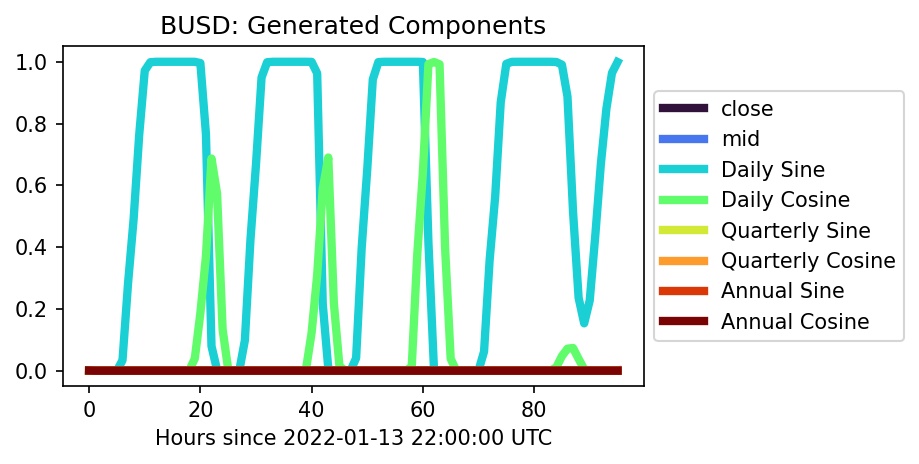 BUSD: Generated Components
1.0
0.8
0.6
0.4
0.2
0.0
0 20 40 60 80
Hours since 2022-01-13 22:00:00 UTC
close
mid
Daily Sine
Daily Cosine
Quarterly Sine
Quarterly Cosine
Annual Sine
Annual Cosine